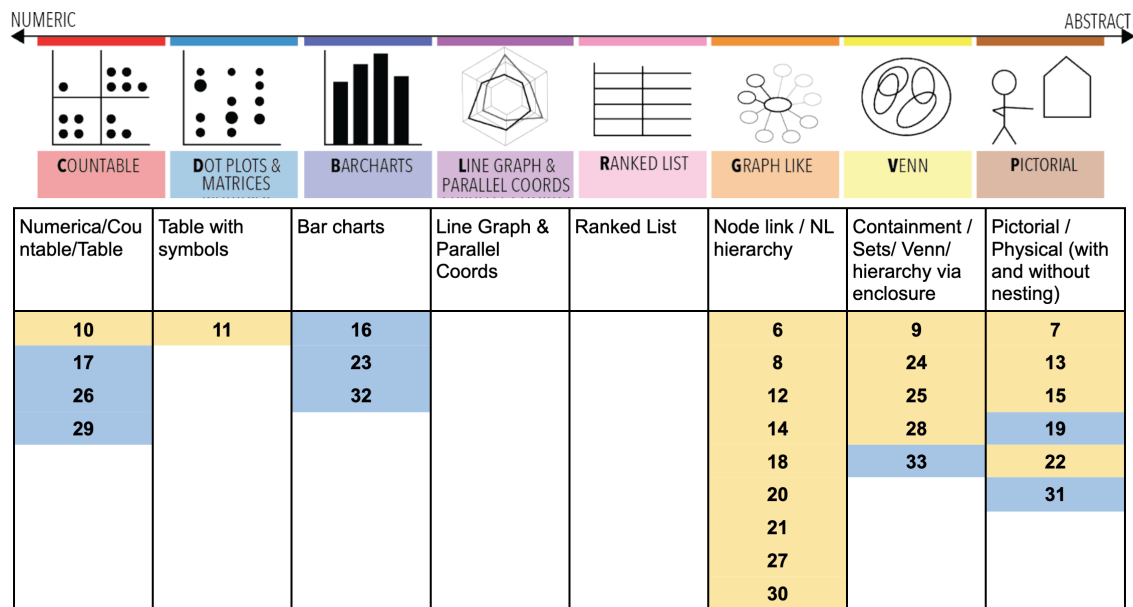 NUMERIC
ABSTRACT
COUNTABLE
DOT PLOTS &
MATRICES
BARCHARTS
LINE GRAPH &
PARALLEL COORDS
RANKED LIST
GRAPH LIKE
VENN
PICTORIAL
Numerica/Cou
ntable/Table
Table with
symbols
Bar charts
Line Graph &
Parallel
Coords
Ranked List
Node link / NL
hierarchy
Containment /
Sets/ Venn/
hierarchy via
enclosure
Pictorial /
Physical (with
and without
nesting)
10 11 16 6 9 7
17 23 8 24 13
26 32 12 25 15
29 14 28 19
18 33 22
20 31
21
27
30